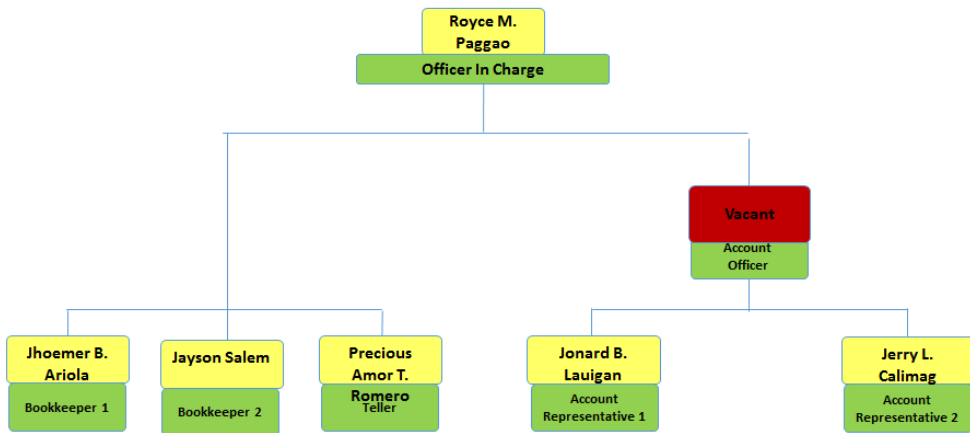 Royce M.
Paggao
Officer In Charge
Vacant
Account
Officer
Jhoemer B.
Ariola
Bookkeeper 1
Jayson Salem
Bookkeeper 2
Precious
Amor T.
Romero
Teller
Jonard B.
Lauigan
Account
Representative 1
Jerry L.
Calimag
Account
Representative 2